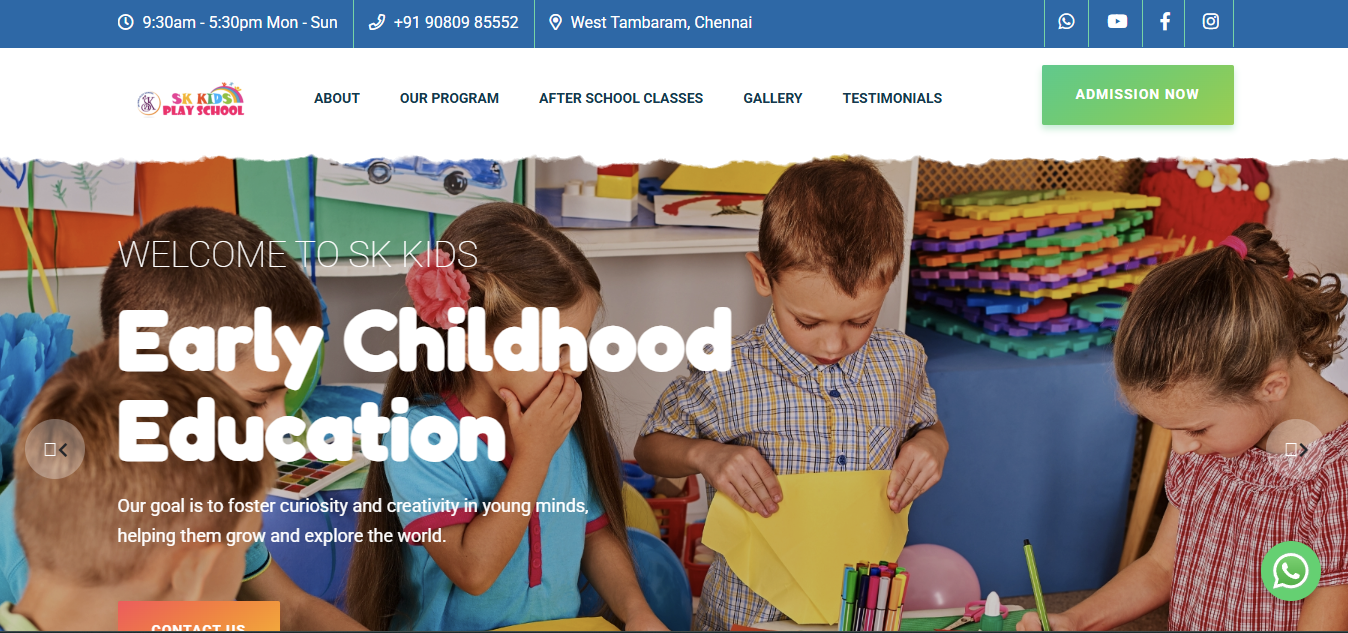 9:30am - 5:30pm Mon - Sun
+91 90809 85552
West Tambaram, Chennai
SK
SK KIDS
PLAY SCHOOL
ABOUT
OUR PROGRAM
AFTER SCHOOL CLASSES
GALLERY
TESTIMONIALS
ADMISSION NOW
WELCOME TO SK KIDS
Early Childhood
Education
Our goal is to foster curiosity and creativity in young minds,
helping them grow and explore the world.
CONTACT US